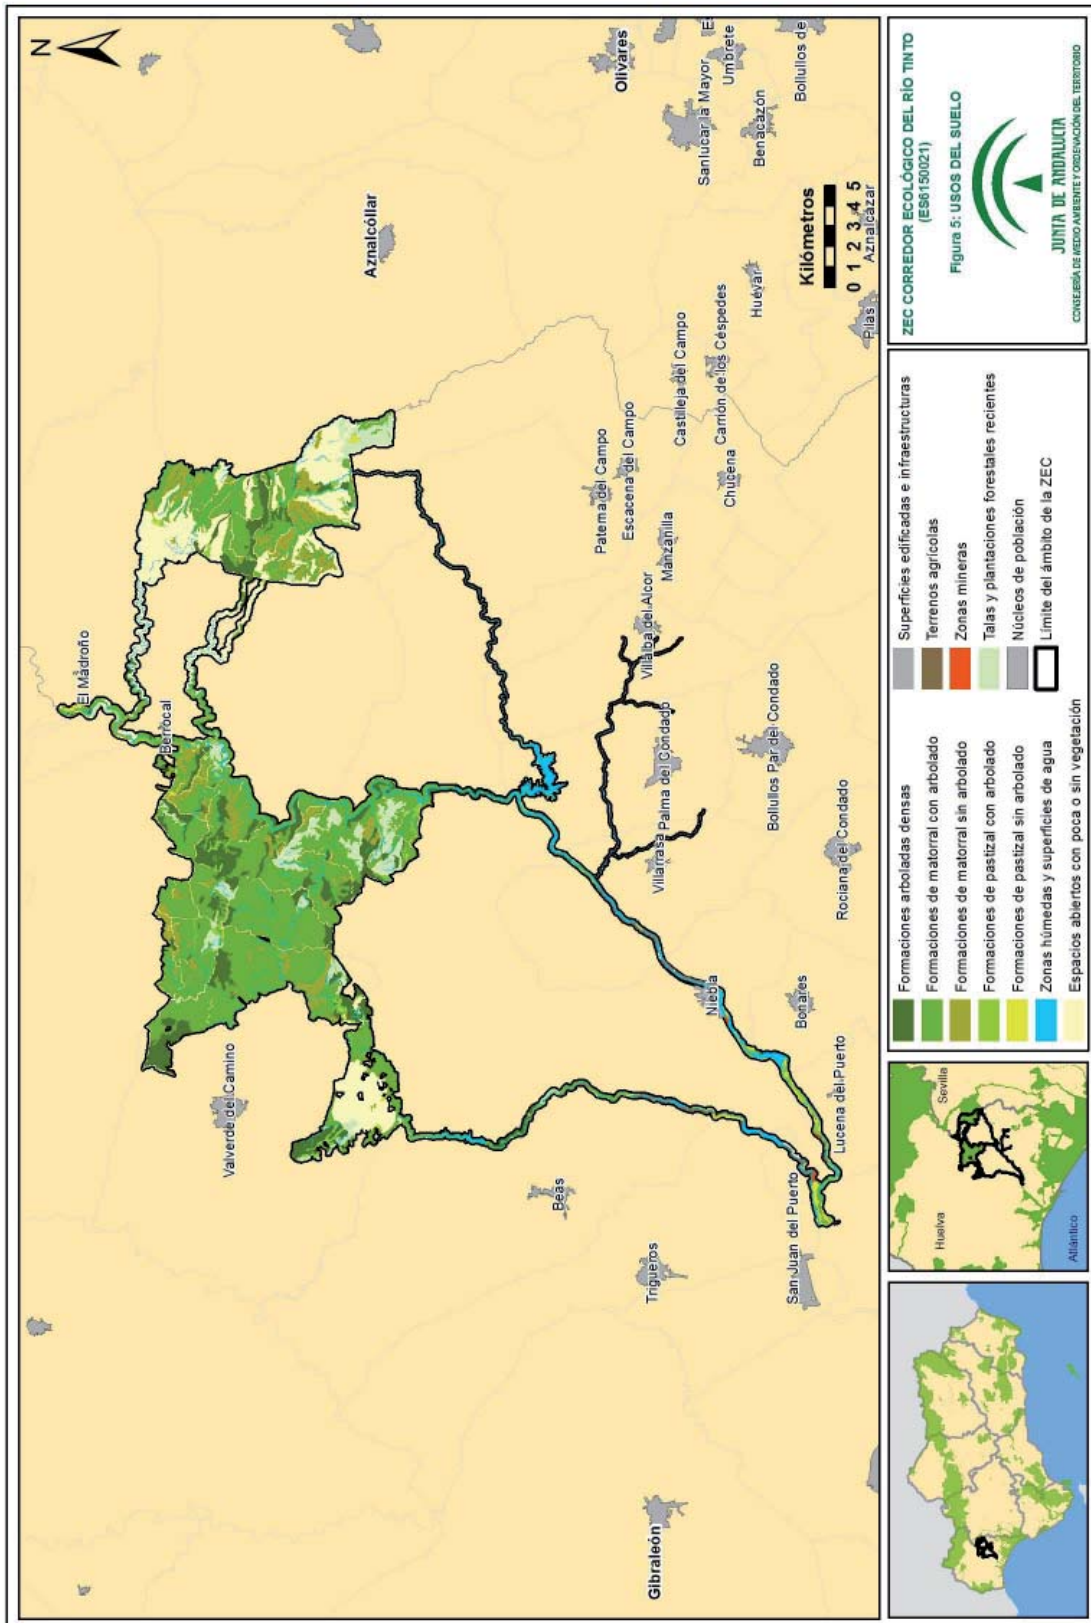 N
El Madroño
Berrocal
Valverde del Camino
Aznalcóllar
Olivares
Sanlucar la Mayor
Umbrete
Bollullos de
Benacazón
Kilómetros
0 1 2 3 4 5
Aznalcázar
Pilas
Huévar
Carrión de los Céspedes
Castilleja del Campo
Chucena
Escacena del Campo
Paterna del Campo
Manzanilla
Villalba del Alcor
La Palma del Condado
Villarrasa
Bollullos Par del Condado
Rociana del Condado
Niebla
Bonares
Lucena del Puerto
San Juan del Puerto
Beas
Trigueros
Gibraleón
Huelva
Sevilla
Atlántico
Formaciones arboladas densas
Formaciones de matorral con arbolado
Formaciones de matorral sin arbolado
Formaciones de pastizal con arbolado
Formaciones de pastizal sin arbolado
Zonas húmedas y superficies de agua
Espacios abiertos con poca o sin vegetación
Superficies edificadas e infraestructuras
Terrenos agrícolas
Zonas mineras
Talas y plantaciones forestales recientes
Núcleos de población
Límite del ámbito de la ZEC
ZEC CORREDOR ECOLÓGICO DEL RÍO TINTO
(ES6150021)
Figura 5: USOS DEL SUELO
JUNTA DE ANDALUCIA
CONSEJERÍA DE MEDIO AMBIENTE Y ORDENACIÓN DEL TERRITORIO